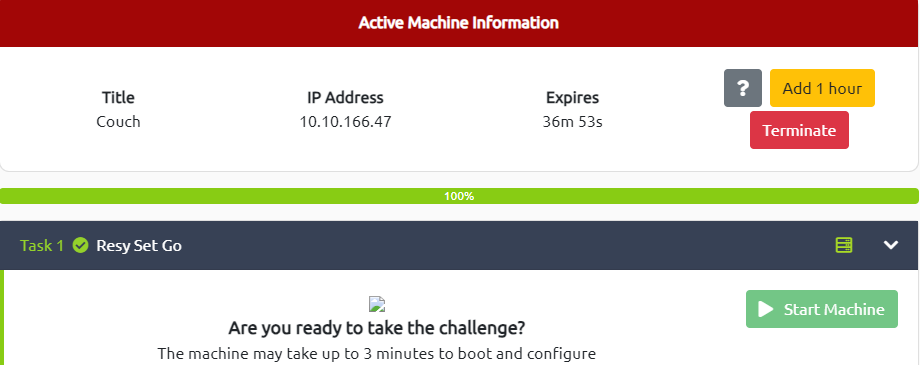 Active Machine Information
Title
Couch
IP Address
10.10.166.47
Expires
36m 53s
?
Add 1 hour
Terminate
100%
Task 1 Resy Set Go
Start Machine
Are you ready to take the challenge?
The machine may take up to 3 minutes to boot and configure